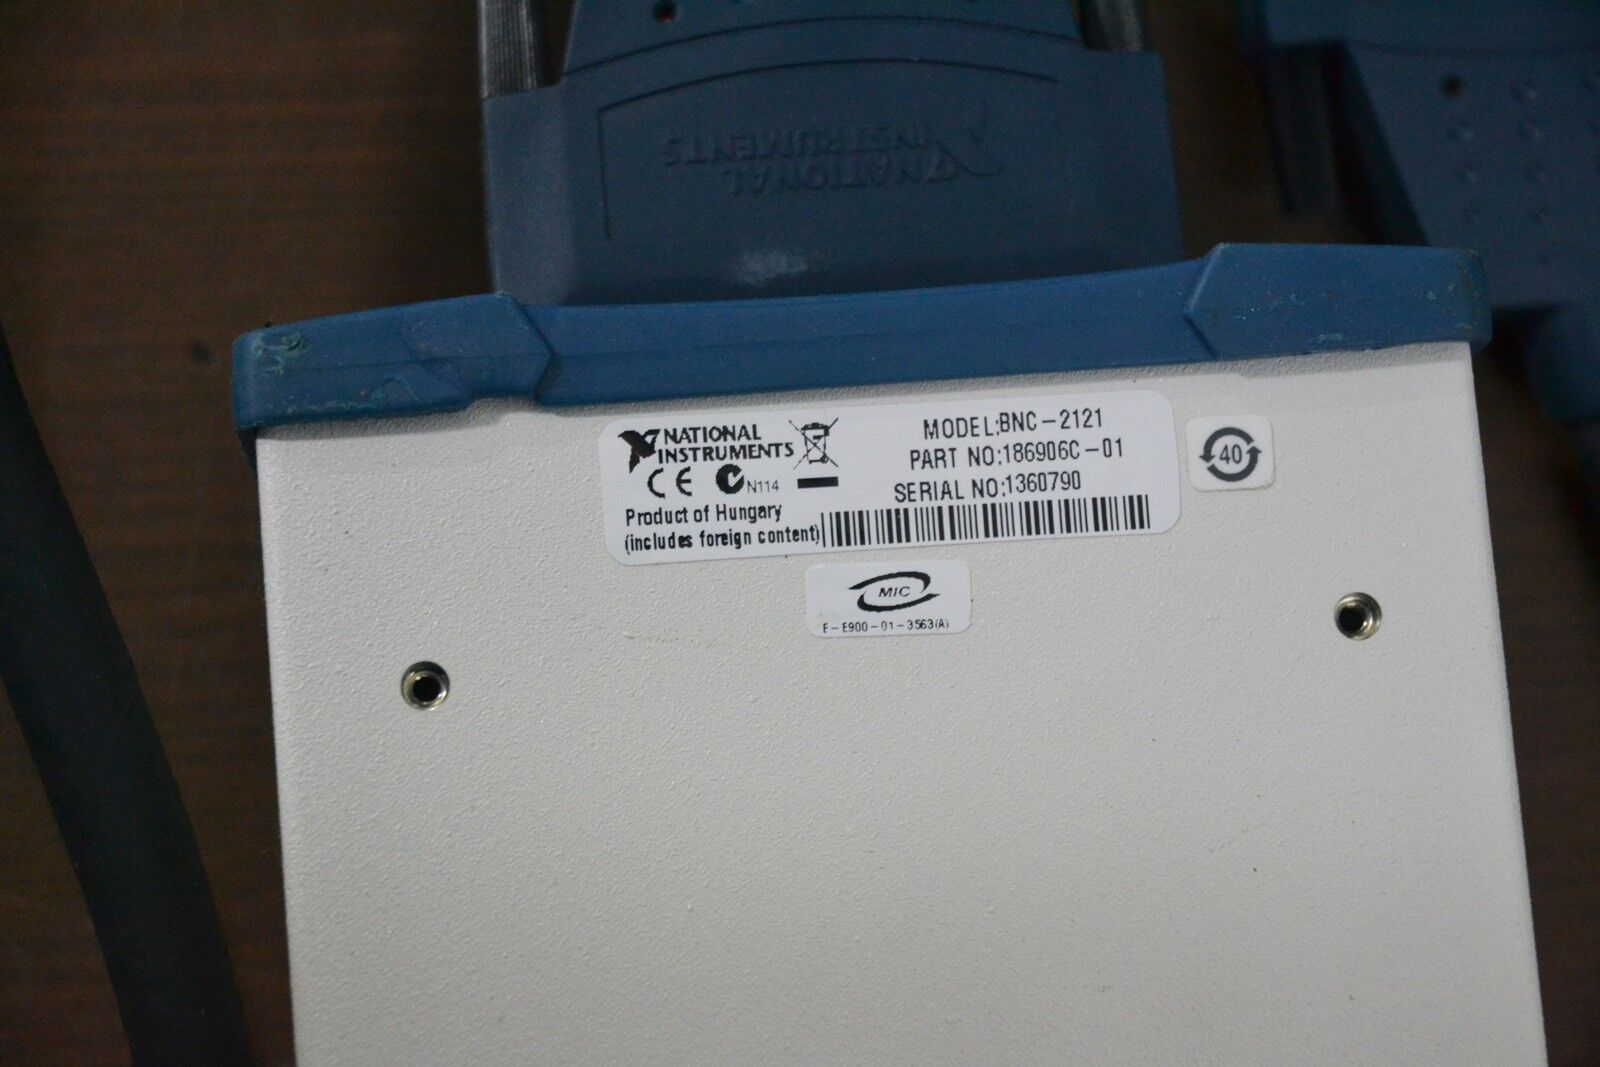 NATIONAL
INSTRUMENTS
NATIONAL
INSTRUMENTS
N114
Product of Hungary
(includes foreign content)
MODEL:BNC-2121
PART NO:186906C-01
SERIAL NO:1360790
40
MIC
E-E900-01-3563(A)